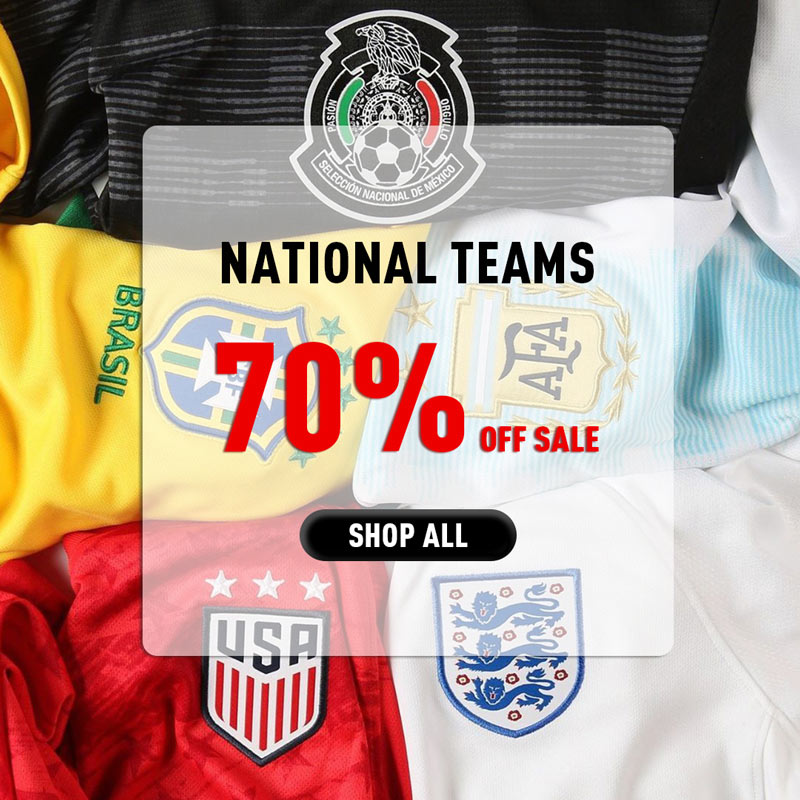 PASIÓN
ORGULLO
SELECCIÓN NACIONAL DE MÉXICO
NATIONAL TEAMS
BRASIL
AFA
70%
OFF SALE
SHOP ALL
USA